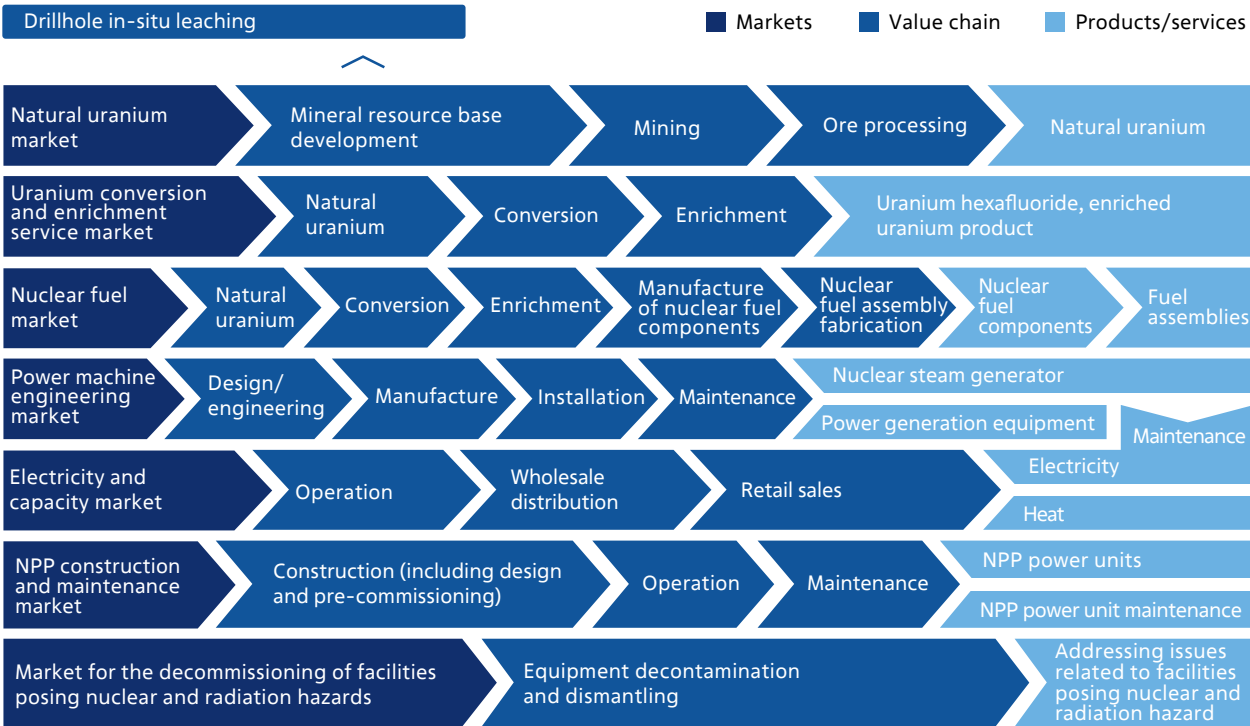 Drillhole in-situ leaching
Markets
Value chain
Products/services
Natural uranium
market
Mineral resource base
development
Mining
Ore processing
Natural uranium
Uranium conversion
and enrichment
service market
Natural
uranium
Conversion
Enrichment
Uranium hexafluoride, enriched
uranium product
Nuclear fuel
market
Natural
uranium
Conversion
Enrichment
Manufacture
of nuclear fuel
components
Nuclear
fuel assembly
fabrication
Nuclear
fuel
components
Fuel
assemblies
Power machine
engineering
market
Design/
engineering
Manufacture
Installation
Maintenance
Nuclear steam generator
Power generation equipment
Maintenance
Electricity and
capacity market
Operation
Wholesale
distribution
Retail sales
Electricity
Heat
NPP construction
and maintenance
market
Construction (including design
and pre-commissioning)
Operation
Maintenance
NPP power units
NPP power unit maintenance
Market for the decommissioning of facilities
posing nuclear and radiation hazards
Equipment decontamination
and dismantling
Addressing issues
related to facilities
posing nuclear and
radiation hazard